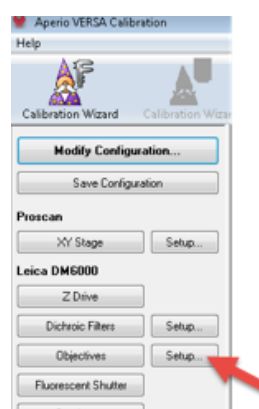 Aperio VERSA Calibration
Help
Calibration Wizard Calibration Wizar
Modify Configuration...
Save Configuration
Proscan
XY Stage Setup...
Leica DM6000
Z Drive
Dichroic Filters Setup...
Objectives Setup...
Fluorescent Shutter